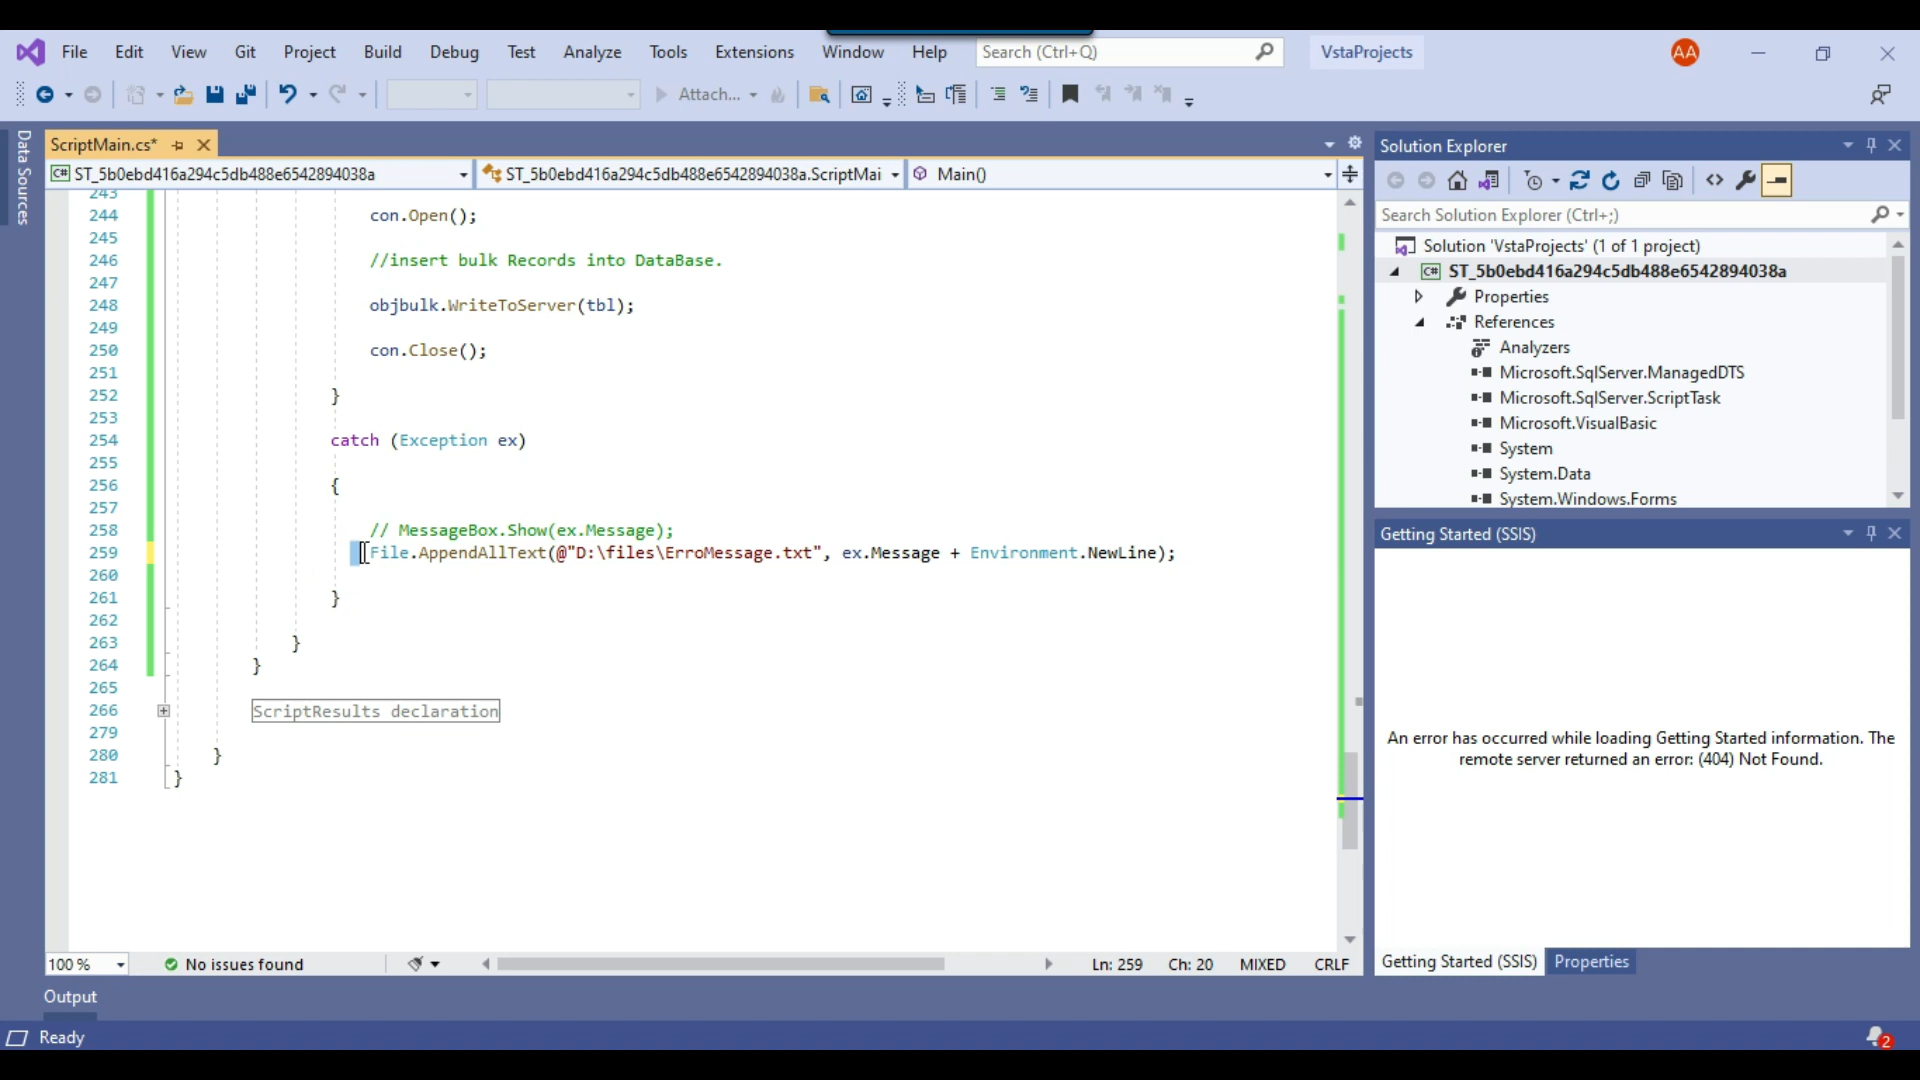 File Edit View Git Project Build Debug Test Analyze Tools Extensions Window Help Search (Ctrl+Q) VstaProjects AA
Attach...
Data Sources
ScriptMain.cs*
C# ST_5b0ebd416a294c5db488e6542894038a ST_5b0ebd416a294c5db488e6542894038a.ScriptMai Main()
243
244 con.Open();
245
246 //insert bulk Records into DataBase.
247
248 objbulk.WriteToServer(tbl);
249
250 con.Close();
251
252 }
253
254 catch (Exception ex)
255
256 {
257
258 // MessageBox.Show(ex.Message);
259 File.AppendAllText(@"D:\files\ErroMessage.txt", ex.Message + Environment.NewLine);
260
261 }
262
263 }
264 }
265
266 ScriptResults declaration
279
280 }
281 }
100 % No issues found Ln: 259 Ch: 20 MIXED CRLF
Output
Ready
Solution Explorer
Search Solution Explorer (Ctrl+;)
Solution 'VstaProjects' (1 of 1 project)
C# ST_5b0ebd416a294c5db488e6542894038a
Properties
References
Analyzers
Microsoft.SqlServer.ManagedDTS
Microsoft.SqlServer.ScriptTask
Microsoft.VisualBasic
System
System.Data
System.Windows.Forms
Getting Started (SSIS)
An error has occurred while loading Getting Started information. The
remote server returned an error: (404) Not Found.
Getting Started (SSIS) Properties
2